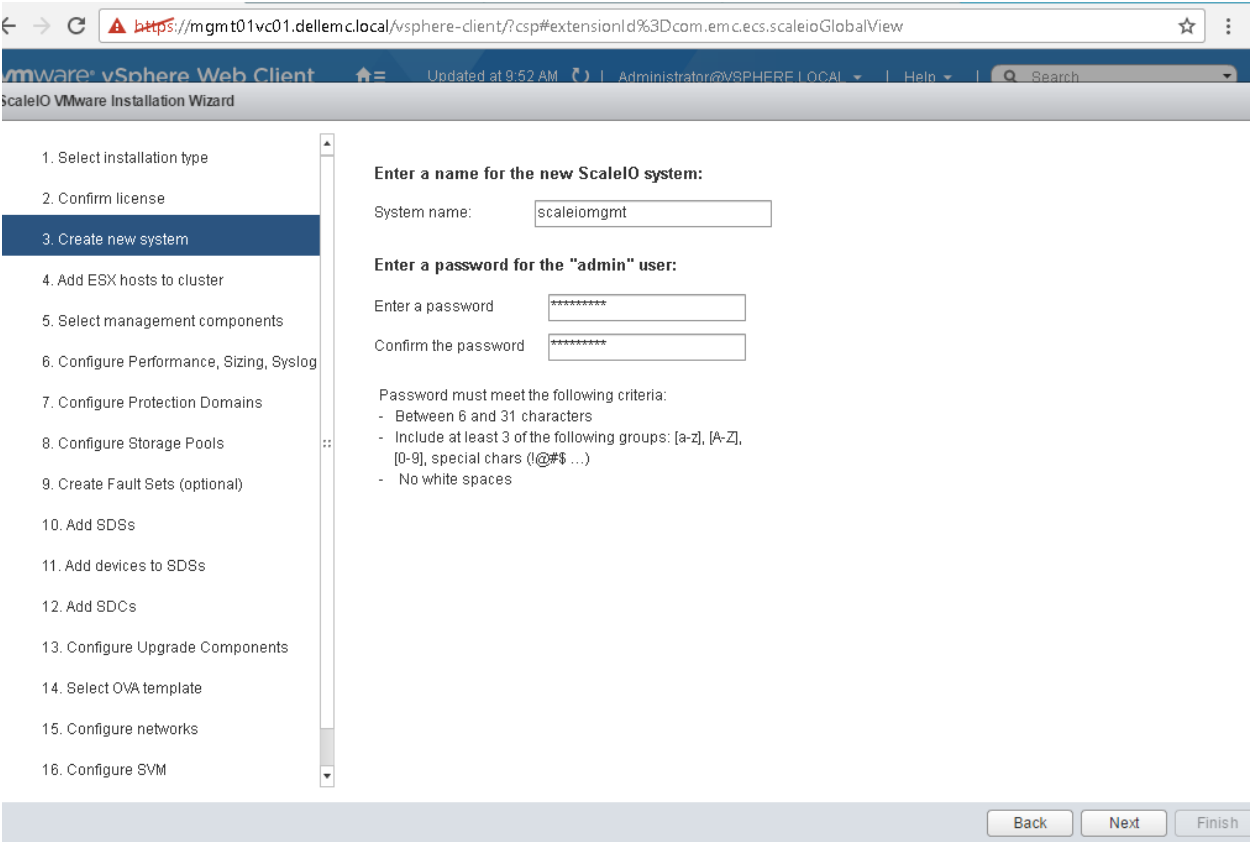 https://mgmt01vc01.dellemc.local/vsphere-client/?csp#extensionId%3Dcom.emc.ecs.scaleioGlobalView
vmware® vSphere Web Client
Updated at 9:52 AM | Administrator@VSPHERE.LOCAL | Help | Search
ScaleIO VMware Installation Wizard
1. Select installation type
2. Confirm license
3. Create new system
4. Add ESX hosts to cluster
5. Select management components
6. Configure Performance, Sizing, Syslog
7. Configure Protection Domains
8. Configure Storage Pools
9. Create Fault Sets (optional)
10. Add SDSs
11. Add devices to SDSs
12. Add SDCs
13. Configure Upgrade Components
14. Select OVA template
15. Configure networks
16. Configure SVM
Enter a name for the new ScaleIO system:
System name: scaleiomgmt
Enter a password for the "admin" user:
Enter a password *********
Confirm the password *********
Password must meet the following criteria:
- Between 6 and 31 characters
- Include at least 3 of the following groups: [a-z], [A-Z],
[0-9], special chars (!@#$ ...)
- No white spaces
Back Next Finish